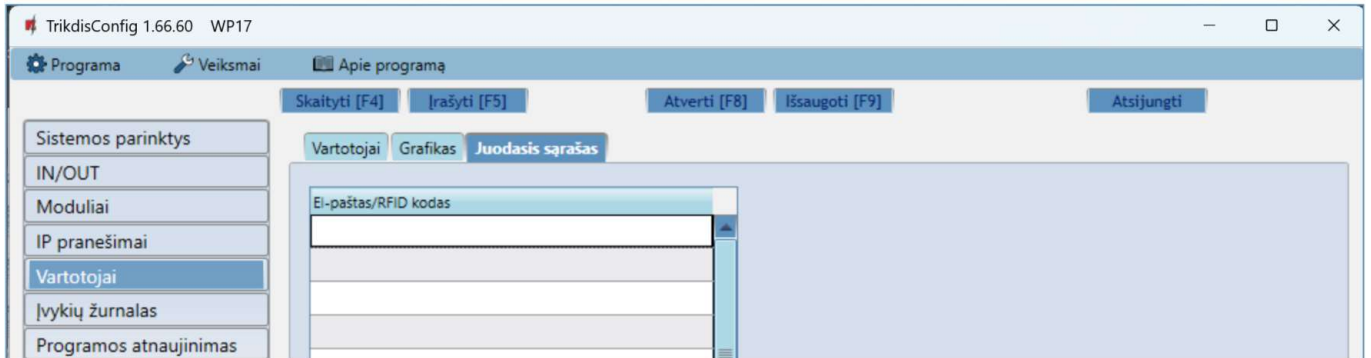 TrikdisConfig 1.66.60 WP17
Programa Veiksmai Apie programą
Skaityti [F4] Įrašyti [F5] Atverti [F8] Išsaugoti [F9] Atsijungti
Sistemos parinktys
IN/OUT
Moduliai
IP pranešimai
Vartotojai
Įvykių žurnalas
Programos atnaujinimas
Vartotojai Grafikas Juodasis sąrašas
El-paštas/RFID kodas